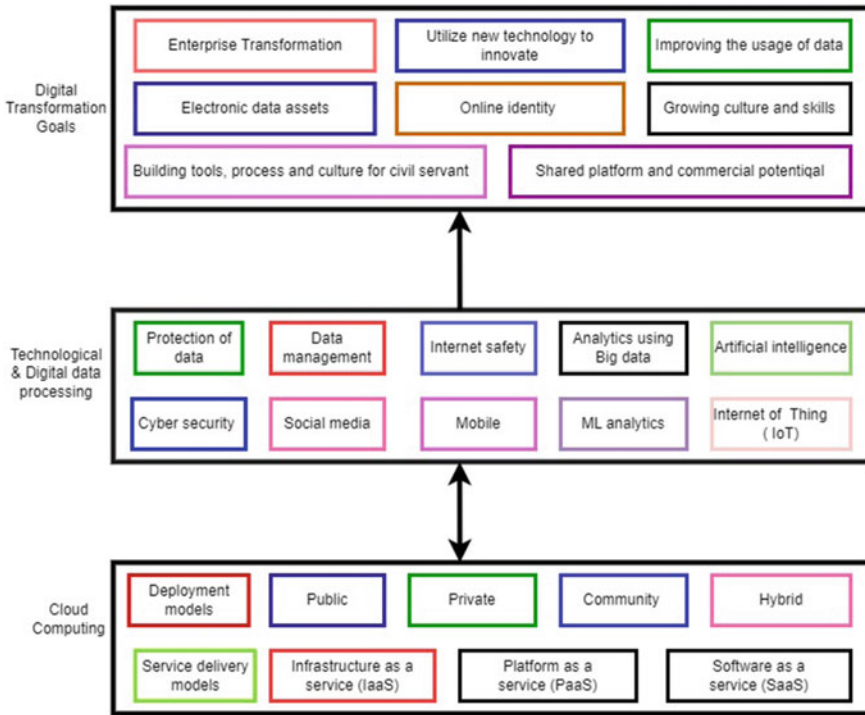 Digital
Transformation
Goals
Enterprise Transformation
Utilize new technology to
innovate
Improving the usage of data
Electronic data assets
Online identity
Growing culture and skills
Building tools, process and culture for civil servant
Shared platform and commercial potentiqal
Technological
& Digital data
processing
Protection of
data
Data
management
Internet safety
Analytics using
Big data
Artificial intelligence
Cyber security
Social media
Mobile
ML analytics
Internet of Thing
( IoT)
Cloud
Computing
Deployment
models
Public
Private
Community
Hybrid
Service delivery
models
Infrastructure as a
service (IaaS)
Platform as a
service (PaaS)
Software as a
service (SaaS)